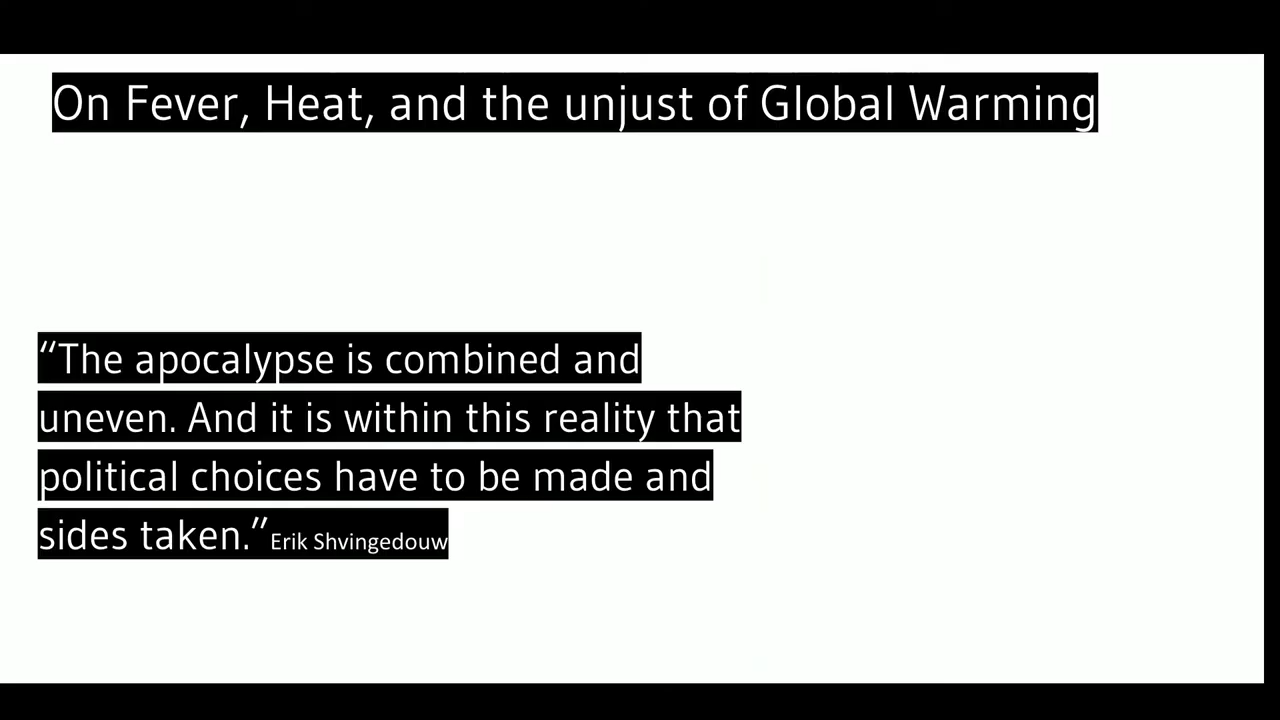 On Fever, Heat, and the unjust of Global Warming
“The apocalypse is combined and
uneven. And it is within this reality that
political choices have to be made and
sides taken.” Erik Shvingedouw